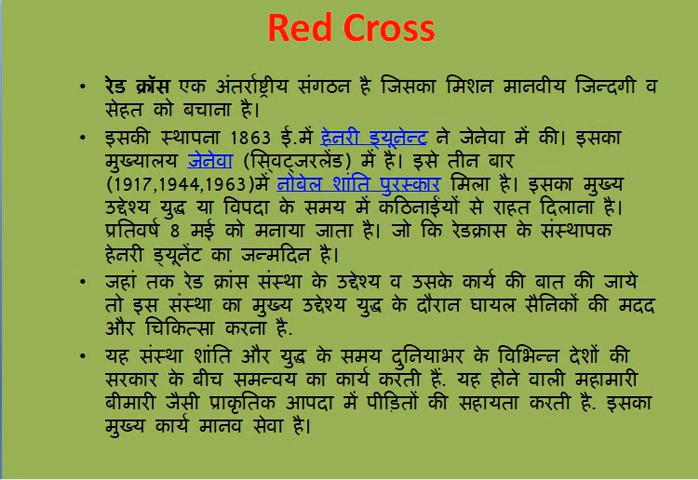 Red Cross
• रेड क्रॉस एक अंतर्राष्ट्रीय संगठन है जिसका मिशन मानवीय जिन्दगी व
सेहत को बचाना है।
• इसकी स्थापना 1863 ई.में हेनरी ड्यूनेन्ट ने जेनेवा में की। इसका
मुख्यालय जेनेवा (स्विट्जरलेंड) में है। इसे तीन बार
(1917,1944,1963)में नोबेल शांति पुरस्कार मिला है। इसका मुख्य
उद्देश्य युद्ध या विपदा के समय में कठिनाईयों से राहत दिलाना है।
प्रतिवर्ष 8 मई को मनाया जाता है। जो कि रेडक्रास के संस्थापक
हेनरी ड्यूनेंट का जन्मदिन है।
• जहां तक रेड क्रांस संस्था के उद्देश्य व उसके कार्य की बात की जाये
तो इस संस्था का मुख्य उद्देश्य युद्ध के दौरान घायल सैनिकों की मदद
और चिकित्सा करना है.
• यह संस्था शांति और युद्ध के समय दुनियाभर के विभिन्न देशों की
सरकार के बीच समन्वय का कार्य करती हैं. यह होने वाली महामारी
बीमारी जैसी प्राकृतिक आपदा में पीड़ितों की सहायता करती है. इसका
मुख्य कार्य मानव सेवा है।